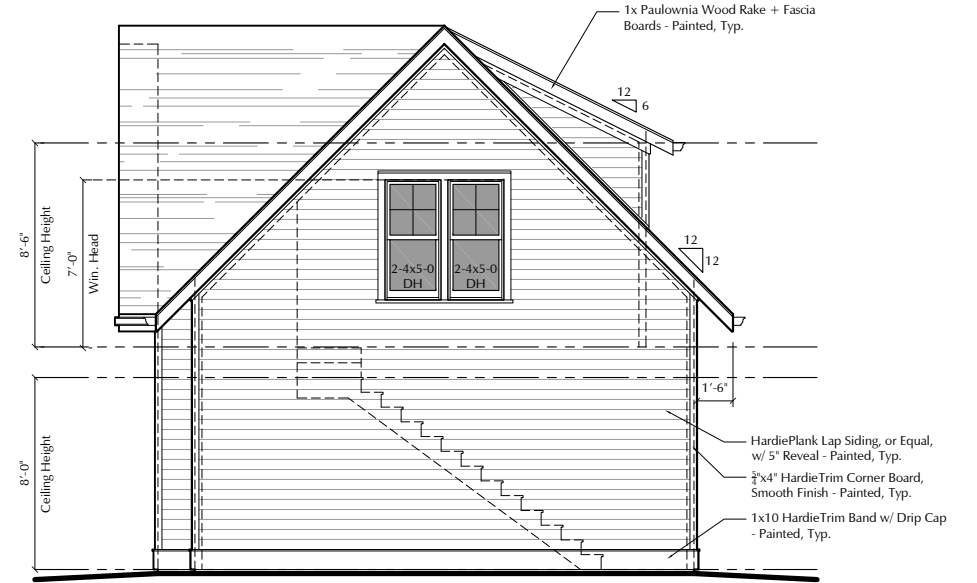 1x Paulownia Wood Rake + Fascia
Boards - Painted, Typ.
12
6
12
12
8'-6"
Ceiling Height
7'-0"
Win. Head
2-4x5-0
DH
2-4x5-0
DH
1'-6"
8'-0"
Ceiling Height
HardiePlank Lap Siding, or Equal,
w/ 5" Reveal - Painted, Typ.
5/4"x4" HardieTrim Corner Board,
Smooth Finish - Painted, Typ.
1x10 HardieTrim Band w/ Drip Cap
- Painted, Typ.